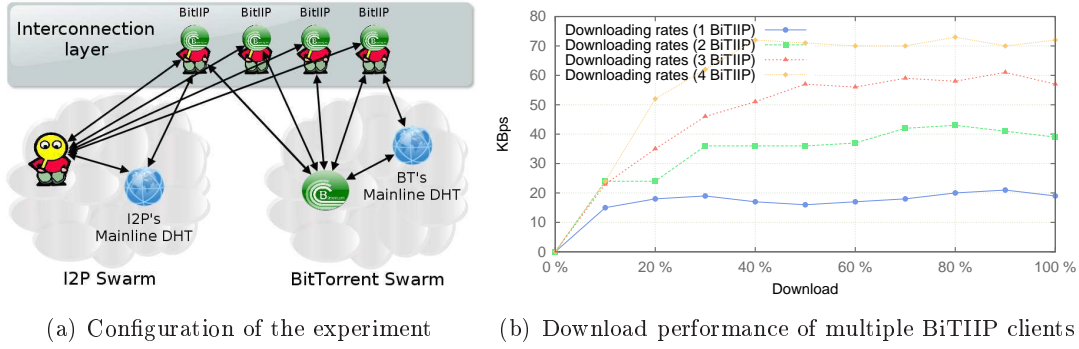 BitIIP BitIIP BitIIP BitIIP
Interconnection
layer
I2P's
Mainline DHT
BT's
Mainline DHT
I2P Swarm
BitTorrent Swarm
(a) Configuration of the experiment
80
70
60
50
40
30
20
10
0
KBps
Downloading rates (1 BiTIIP)
Downloading rates (2 BiTIIP)
Downloading rates (3 BiTIIP)
Downloading rates (4 BiTIIP)
0 % 20 % 40 % 60 % 80 % 100 %
Download
(b) Download performance of multiple BiTIIP clients